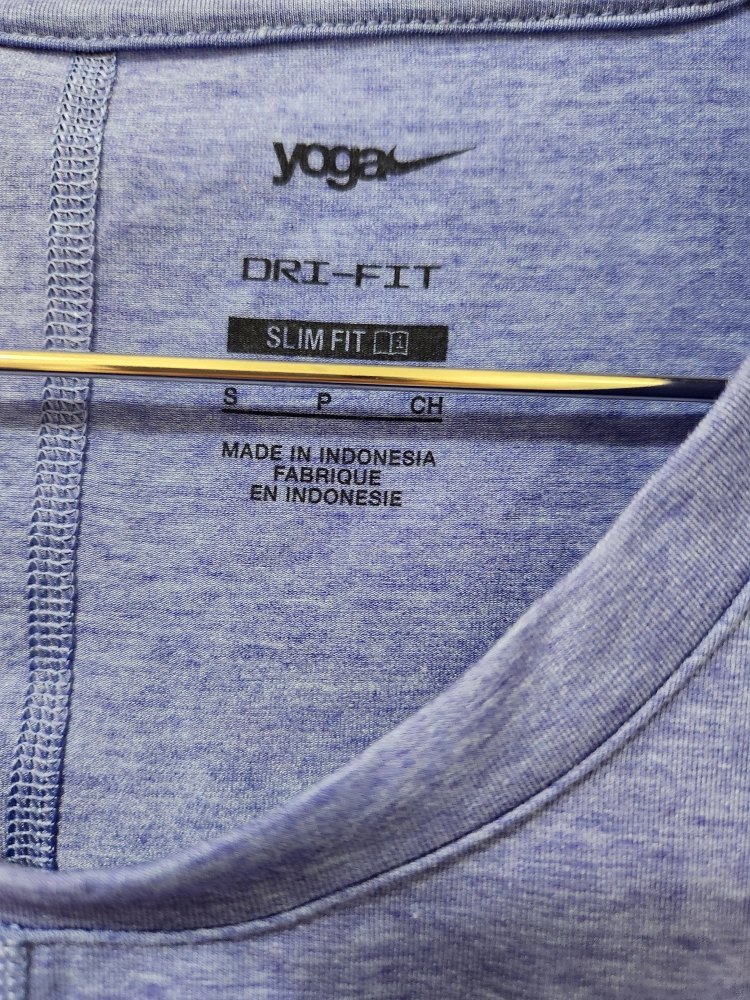 yoga
DRI-FIT
SLIM FIT
S P CH
MADE IN INDONESIA
FABRIQUE
EN INDONESIE